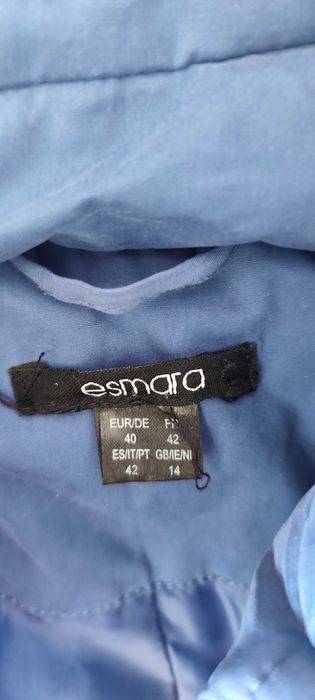 esmara
EUR/DE FR
40 42
ES/IT/PT GB/IE/NI
42 14